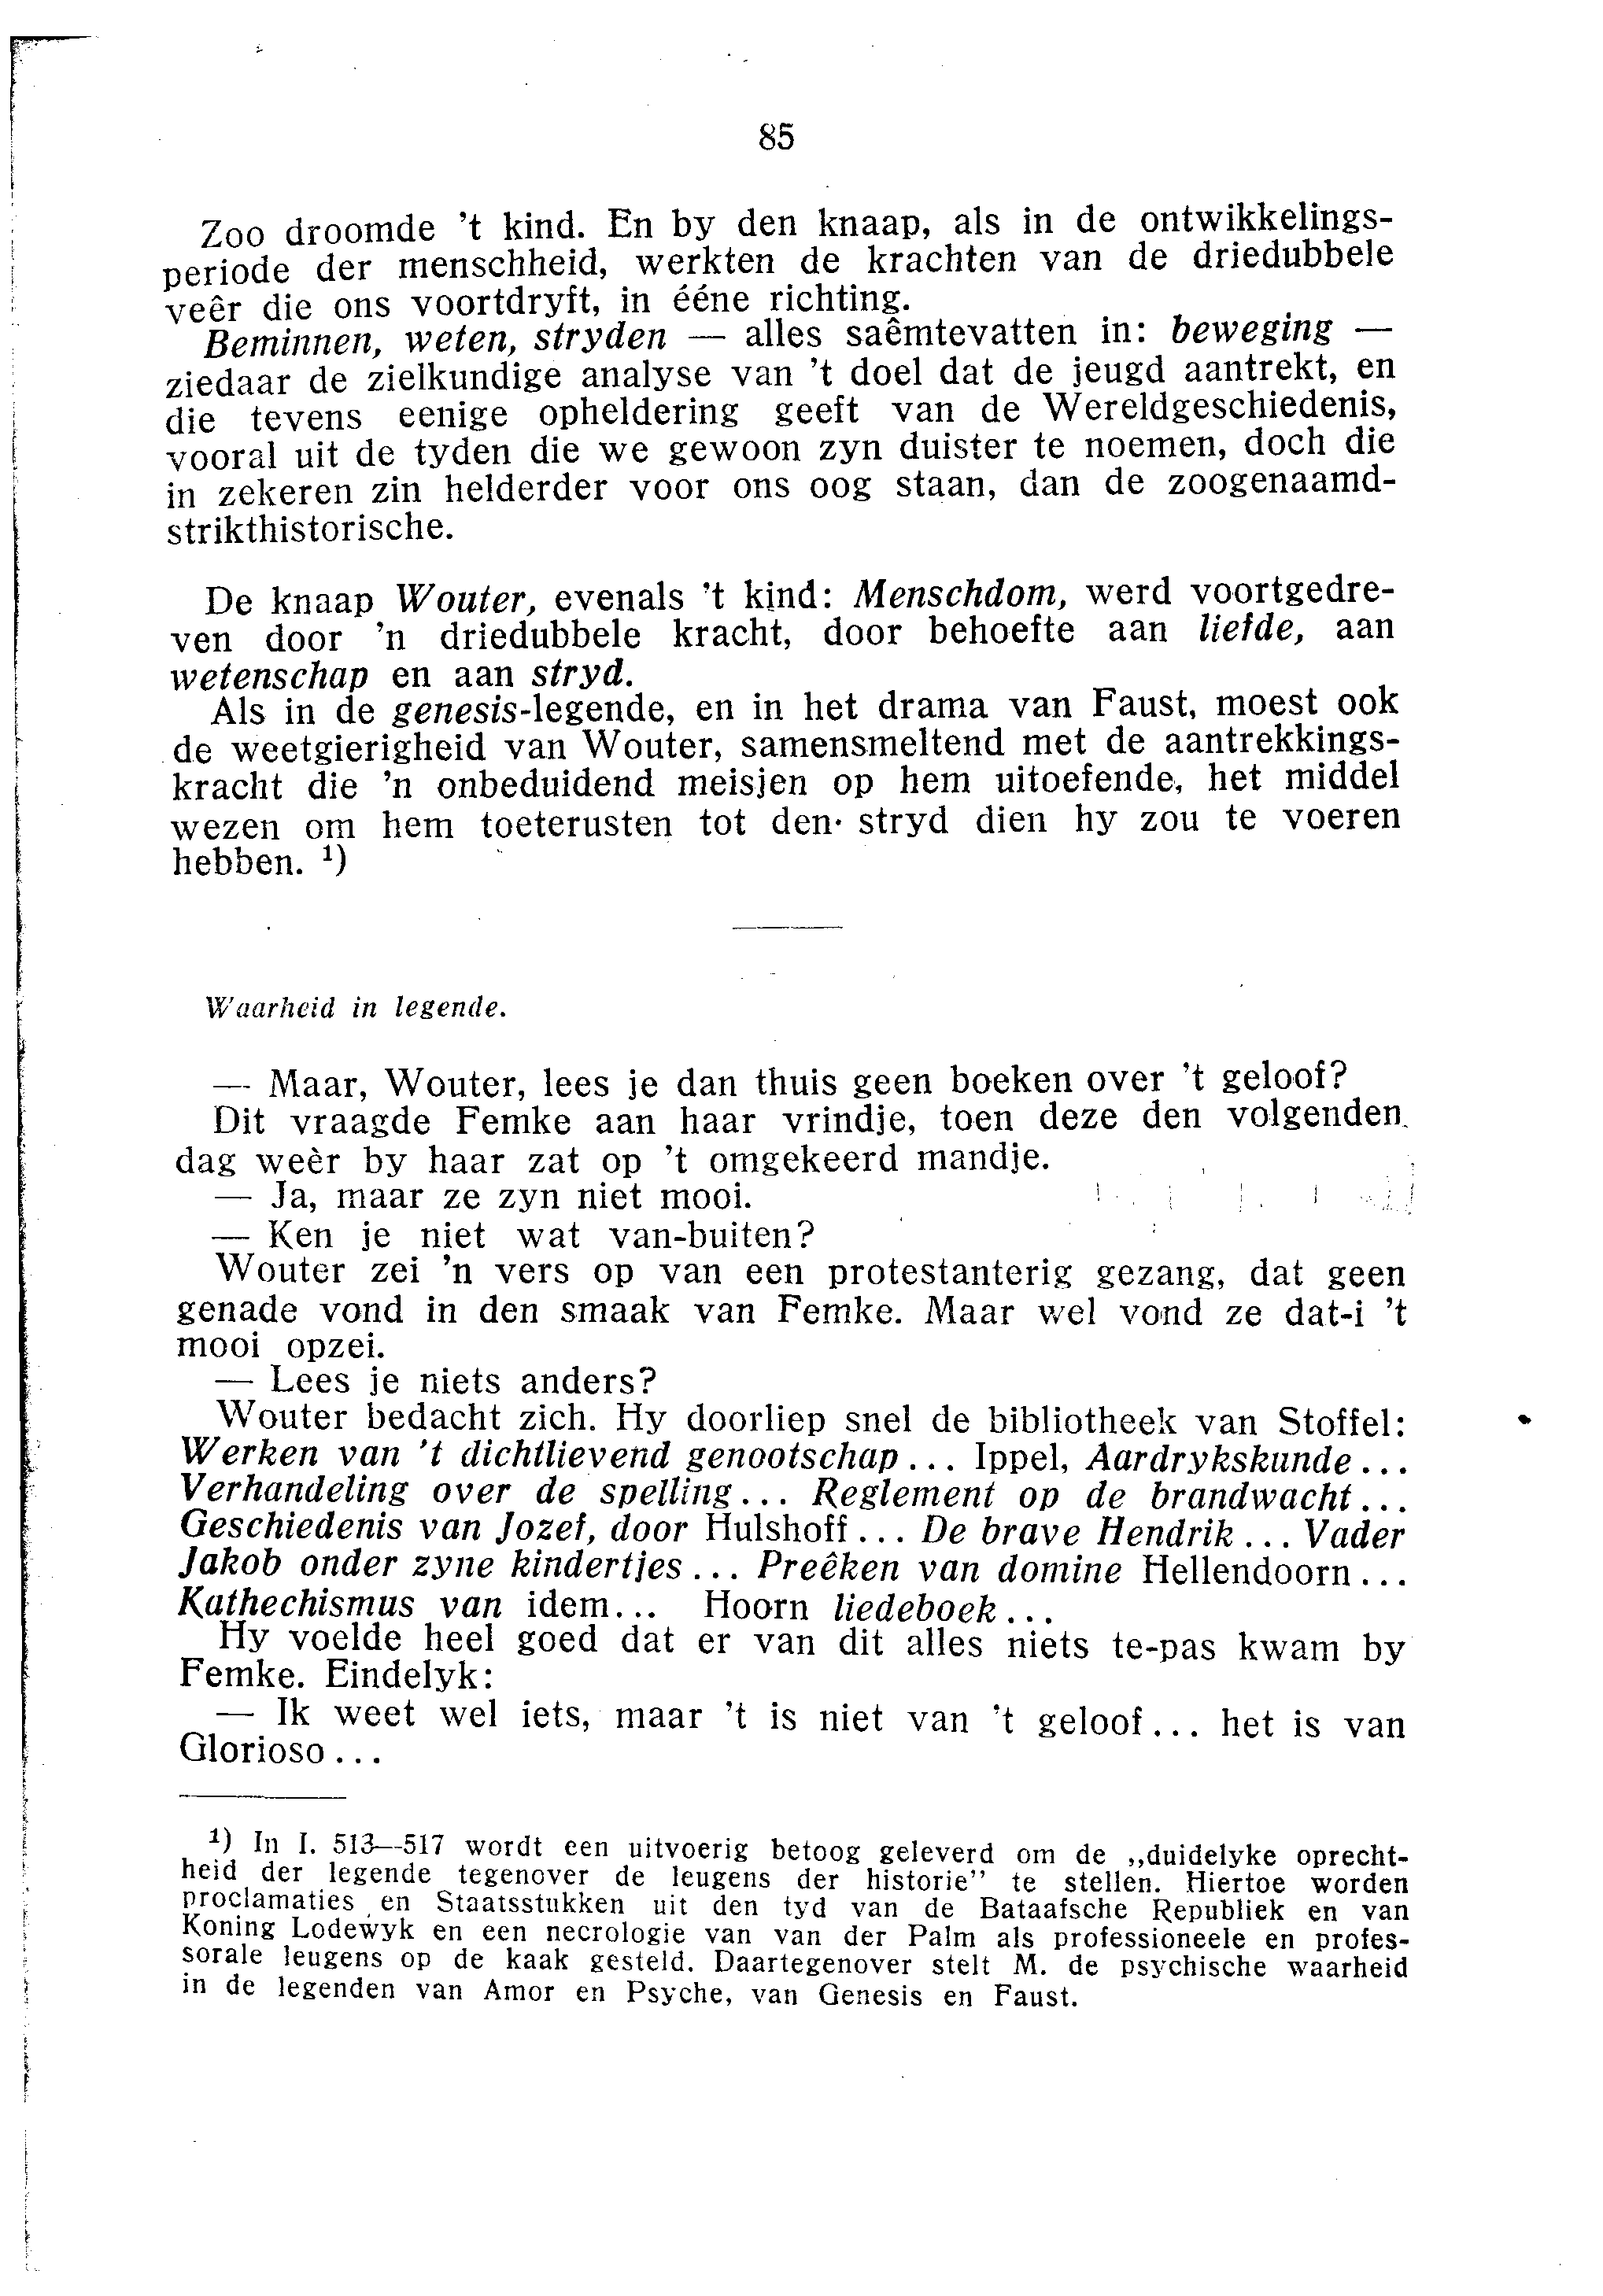 85
Zoo droomde 't kind. En by den knaap, als in de ontwikkelings-
periode der menschheid, werkten de krachten van de driedubbele
veêr die ons voortdryft, in ééne richting.
Beminnen, weten, stryden — alles saêmtevatten in: beweging —
ziedaar de zielkundige analyse van 't doel dat de jeugd aantrekt, en
die tevens eenige opheldering geeft van de Wereldgeschiedenis,
vooral uit de tyden die we gewoon zyn duister te noemen, doch die
in zekeren zin helderder voor ons oog staan, dan de zoogenaamd-
strikthistorische.
De knaap Wouter, evenals 't kind: Menschdom, werd voortgedre-
ven door 'n driedubbele kracht, door behoefte aan liefde, aan
wetenschap en aan stryd.
Als in de genesis-legende, en in het drama van Faust, moest ook
de weetgierigheid van Wouter, samensmeltend met de aantrekkings-
kracht die 'n onbeduidend meisjen op hem uitoefende, het middel
wezen om hem toeterusten tot den stryd dien hy zou te voeren
hebben. ¹)
Waarheid in legende.
— Maar, Wouter, lees je dan thuis geen boeken over 't geloof?
Dit vraagde Femke aan haar vrindje, toen deze den volgenden
dag weèr by haar zat op 't omgekeerd mandje.
— Ja, maar ze zyn niet mooi.
— Ken je niet wat van-buiten?
Wouter zei 'n vers op van een protestanterig gezang, dat geen
genade vond in den smaak van Femke. Maar wel vond ze dat-i 't
mooi opzei.
— Lees je niets anders?
Wouter bedacht zich. Hy doorliep snel de bibliotheek van Stoffel:
Werken van 't dichtlievend genootschap... Ippel, Aardrykskunde...
Verhandeling over de spelling... Reglement op de brandwacht...
Geschiedenis van Jozef, door Hulshoff... De brave Hendrik... Vader
Jakob onder zyne kindertjes... Preêken van domine Hellendoorn...
Kathechismus van idem... Hoorn liedeboek...
Hy voelde heel goed dat er van dit alles niets te-pas kwam by
Femke. Eindelyk:
— Ik weet wel iets, maar 't is niet van 't geloof... het is van
Glorioso...
¹) In I. 513—517 wordt een uitvoerig betoog geleverd om de „duidelyke oprecht-
heid der legende tegenover de leugens der historie" te stellen. Hiertoe worden
proclamaties en Staatsstukken uit den tyd van de Bataafsche Republiek en van
Koning Lodewyk en een necrologie van van der Palm als professioneele en profes-
sorale leugens op de kaak gesteld. Daartegenover stelt M. de psychische waarheid
in de legenden van Amor en Psyche, van Genesis en Faust.